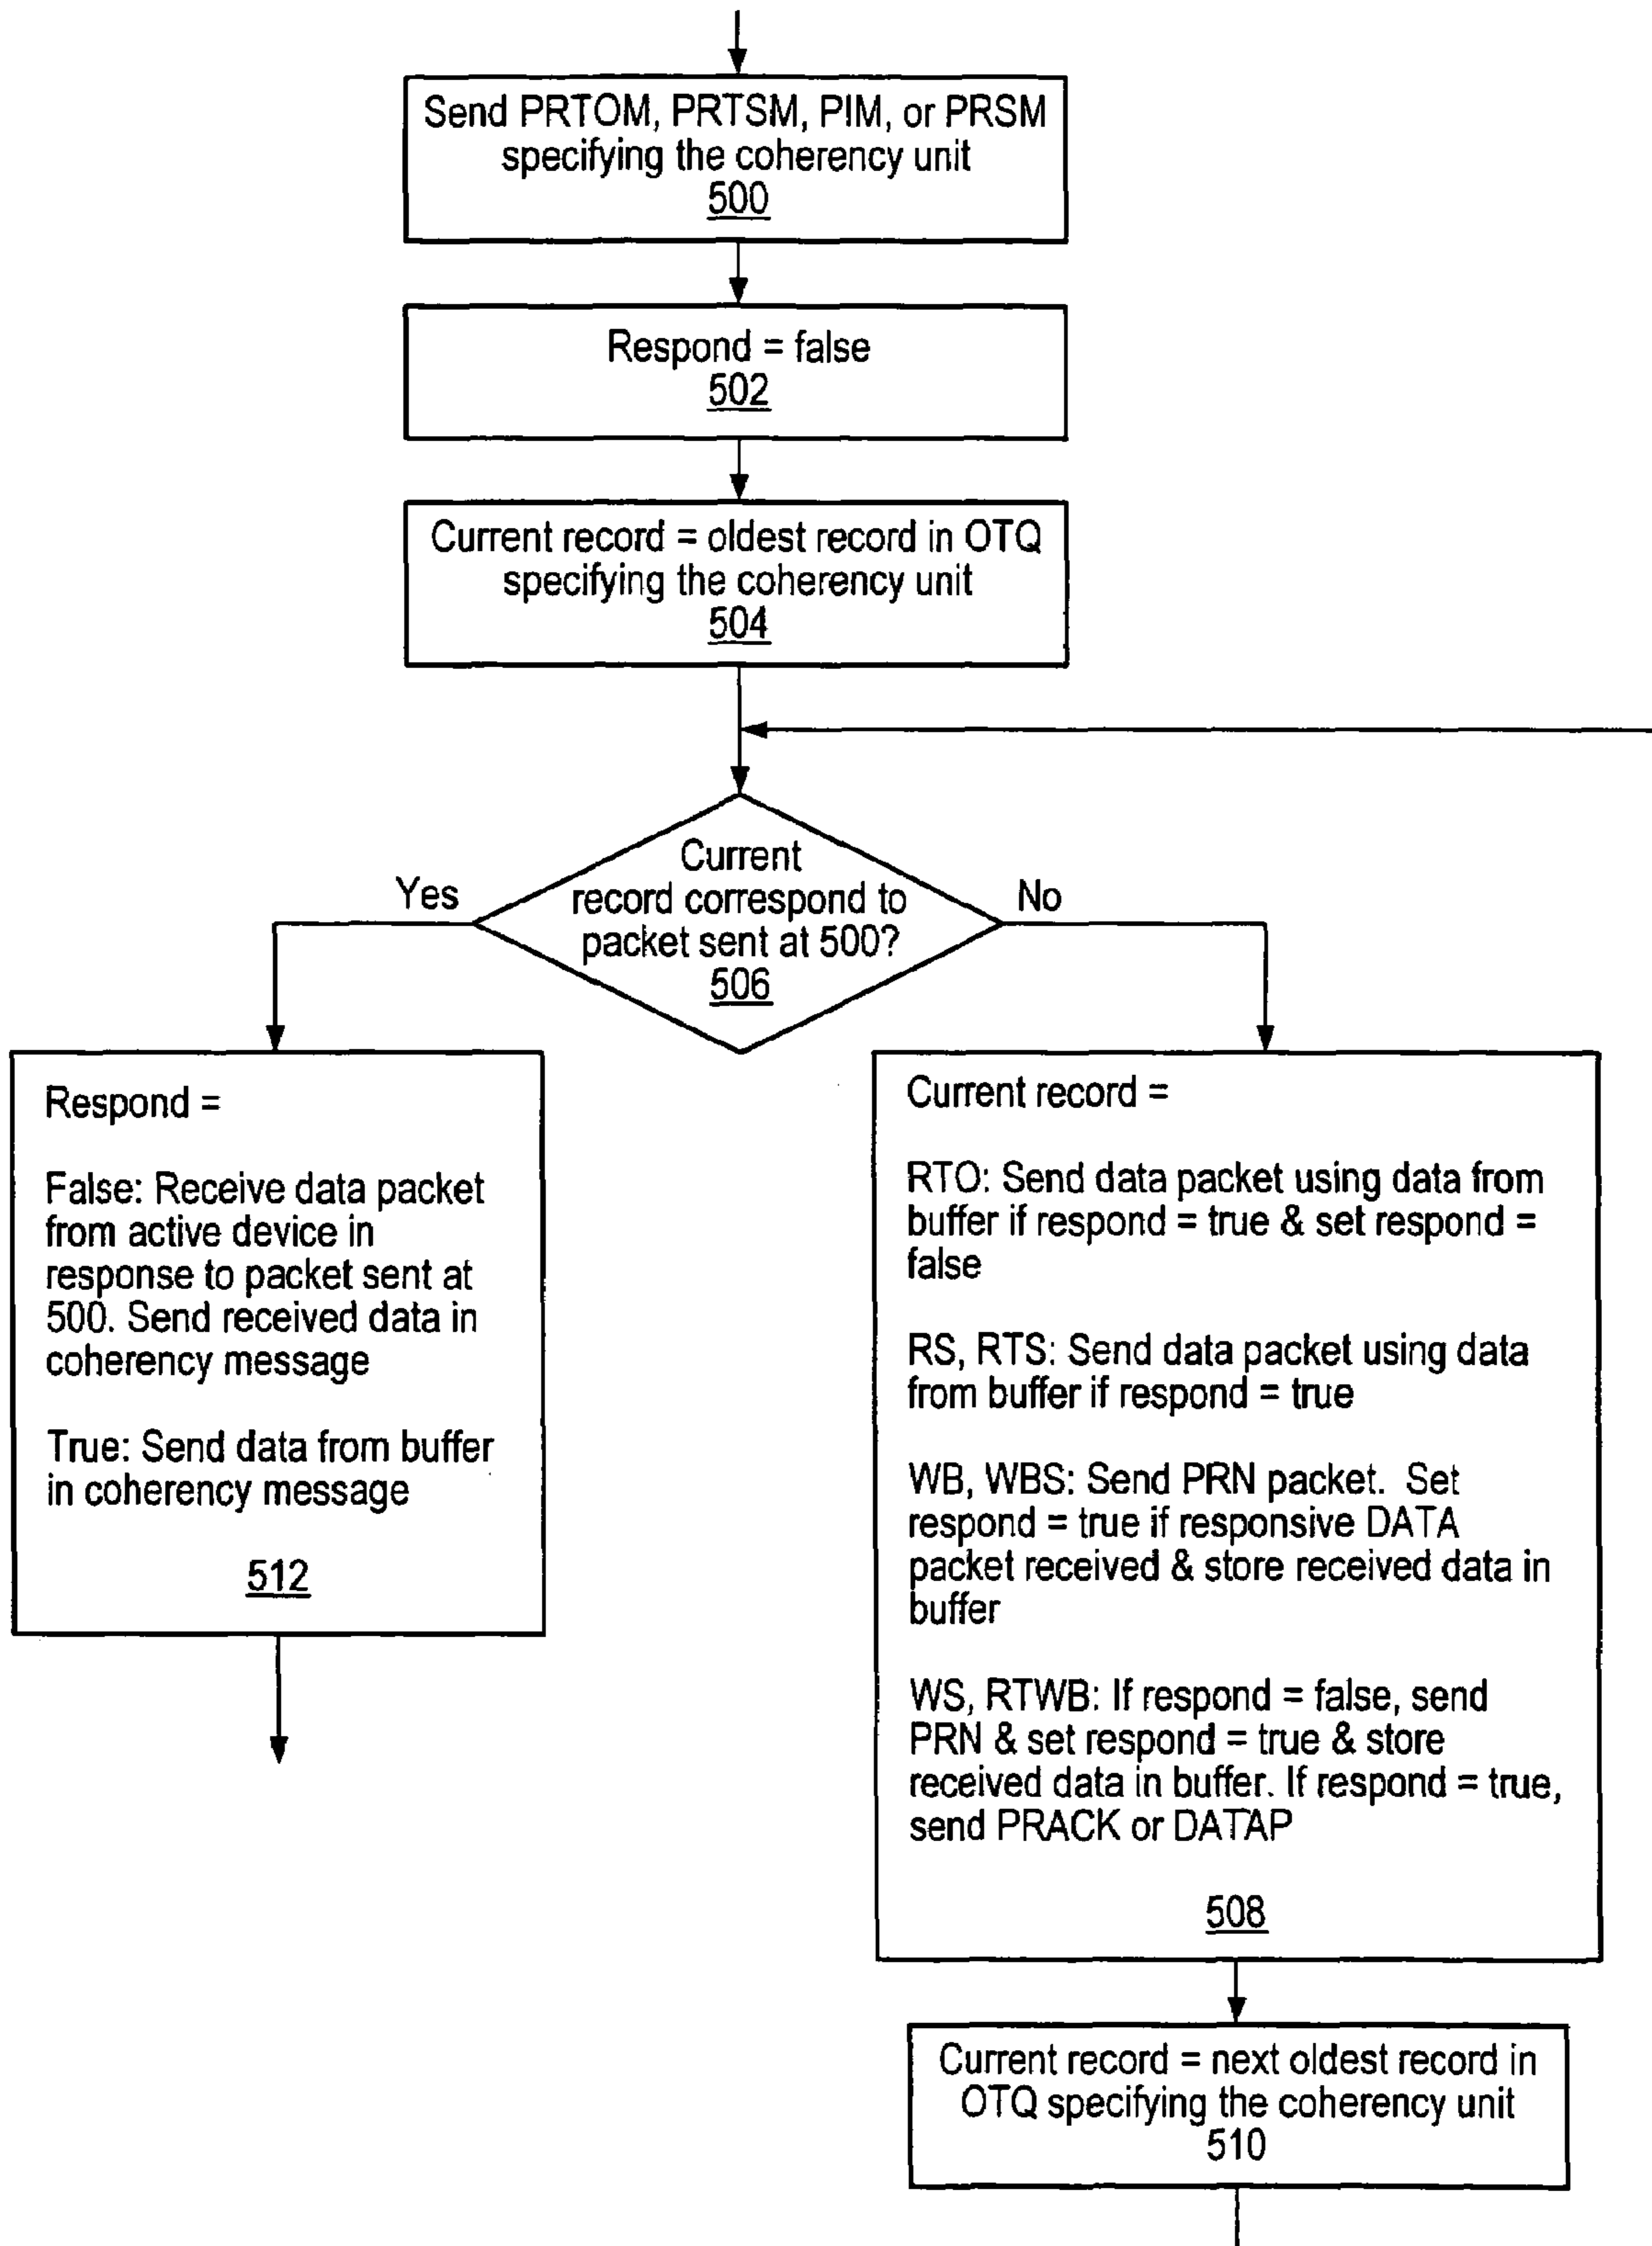 Send PRTOM, PRTSM, PIM, or PRSM
specifying the coherency unit
500
Respond = false
502
Current record = oldest record in OTQ
specifying the coherency unit
504
Current
record correspond to
packet sent at 500?
506
Yes
No
Respond =
False: Receive data packet
from active device in
response to packet sent at
500. Send received data in
coherency message
True: Send data from buffer
in coherency message
512
Current record =
RTO: Send data packet using data from
buffer if respond = true & set respond =
false
RS, RTS: Send data packet using data
from buffer if respond = true
WB, WBS: Send PRN packet. Set
respond = true if responsive DATA
packet received & store received data in
buffer
WS, RTWB: If respond = false, send
PRN & set respond = true & store
received data in buffer. If respond = true,
send PRACK or DATAP
508
Current record = next oldest record in
OTQ specifying the coherency unit
510